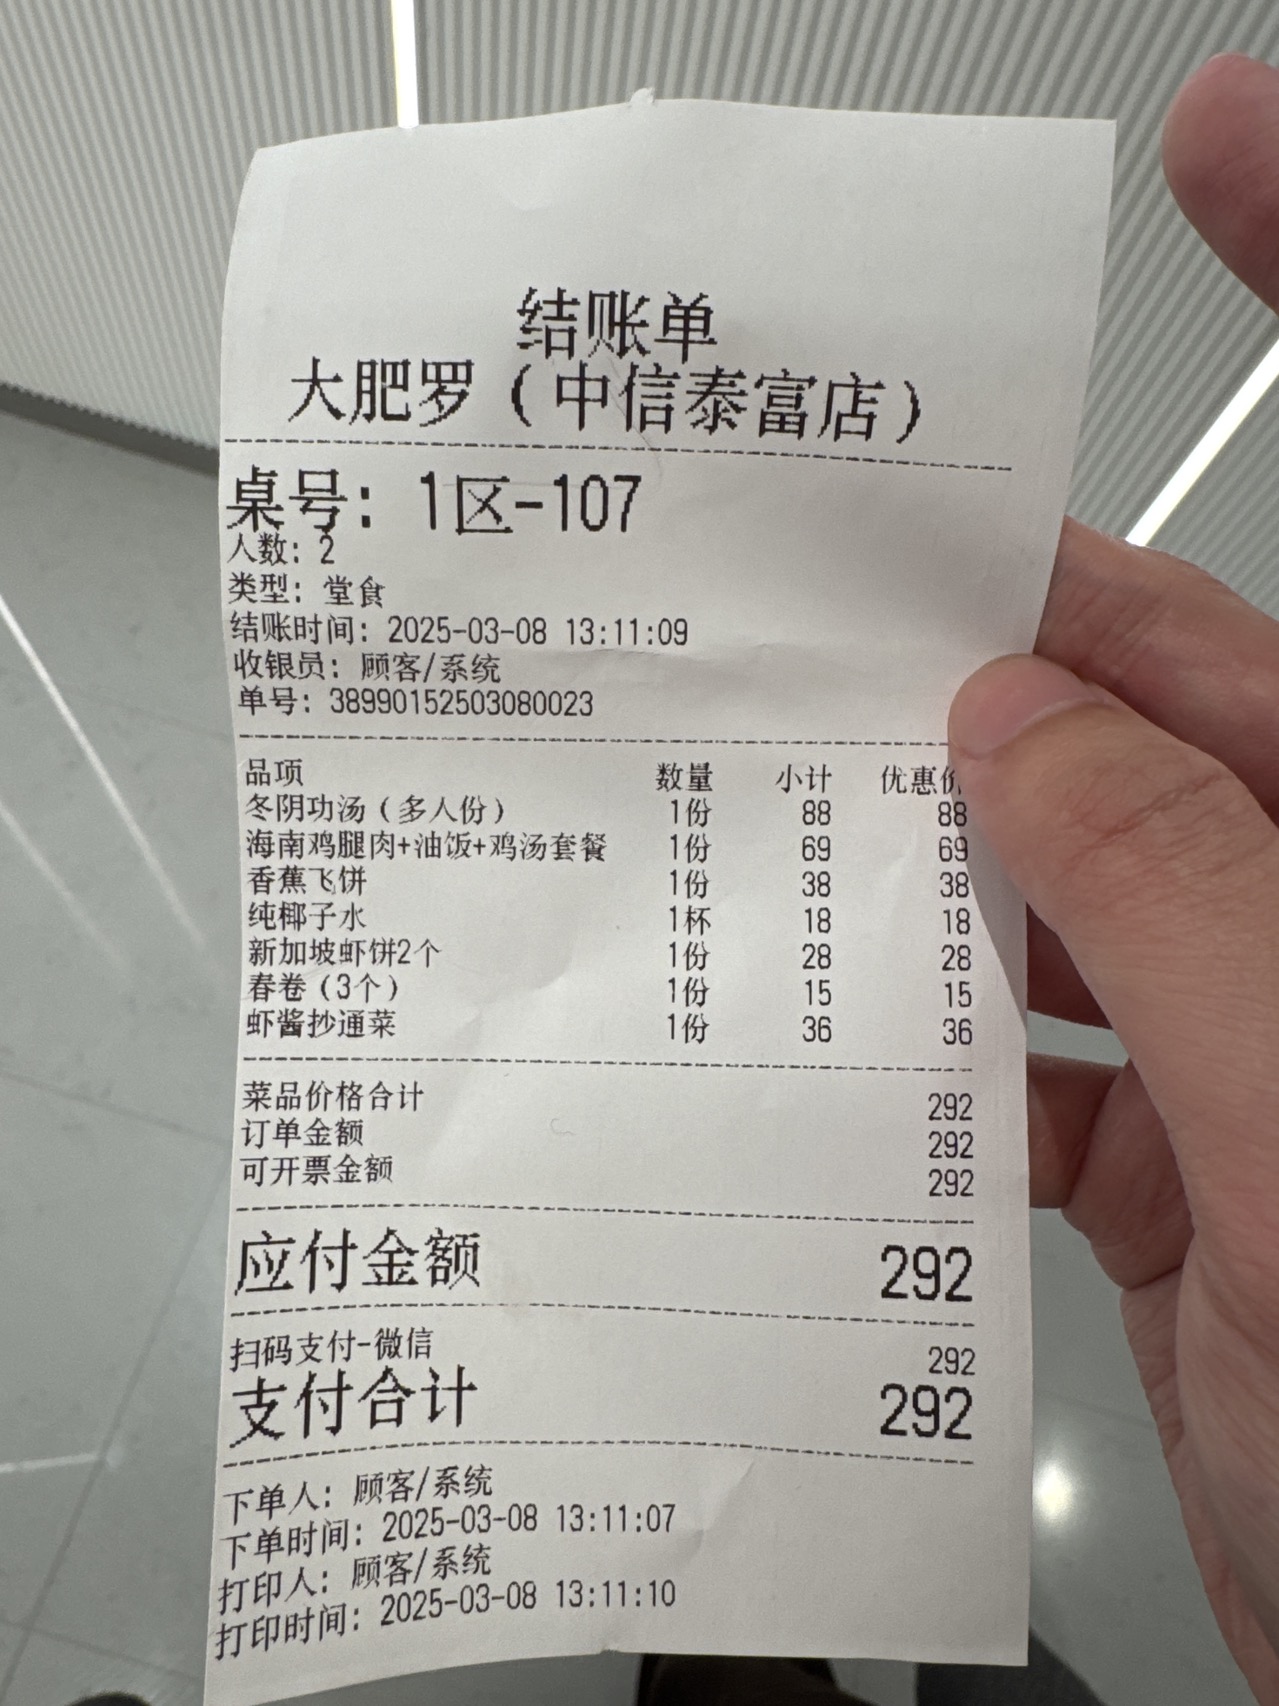 结账单
大肥罗（中信泰富店）
桌号：1区-107
人数：2
类型：堂食
结账时间：2025-03-08 13:11:09
收银员：顾客/系统
单号：38990152503080023
品项 数量 小计 优惠价
冬阴功汤（多人份） 1份 88 88
海南鸡腿肉+油饭+鸡汤套餐 1份 69 69
香蕉飞饼 1份 38 38
纯椰子水 1杯 18 18
新加坡虾饼2个 1份 28 28
春卷（3个） 1份 15 15
虾酱抄通菜 1份 36 36
菜品价格合计 292
订单金额 292
可开票金额 292
应付金额 292
扫码支付-微信 292
支付合计 292
下单人：顾客/系统
下单时间：2025-03-08 13:11:07
打印人：顾客/系统
打印时间：2025-03-08 13:11:10